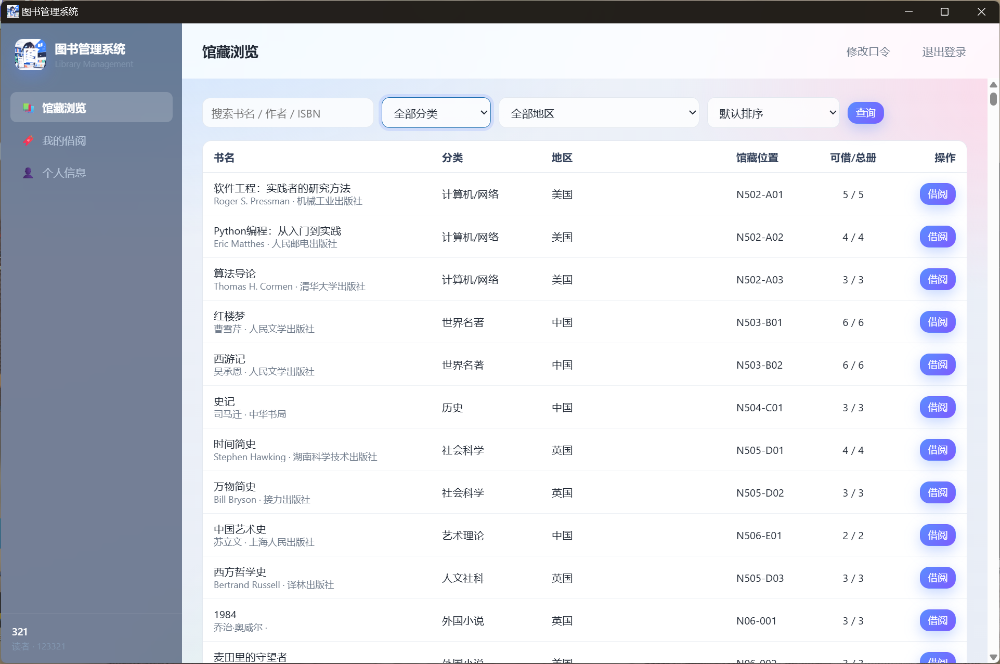 图书管理系统
图
图书管理系统
Library Management
馆藏浏览
我的借阅
个人信息
321
读者 · 123321
馆藏浏览
修改口令
退出登录
搜索书名 / 作者 / ISBN
全部分类
全部地区
默认排序
查询
书名 分类 地区 馆藏位置 可借/总册 操作
软件工程：实践者的研究方法
Roger S. Pressman · 机械工业出版社
计算机/网络 美国 N502-A01 5 / 5 借阅
Python编程：从入门到实践
Eric Matthes · 人民邮电出版社
计算机/网络 美国 N502-A02 4 / 4 借阅
算法导论
Thomas H. Cormen · 清华大学出版社
计算机/网络 美国 N502-A03 3 / 3 借阅
红楼梦
曹雪芹 · 人民文学出版社
世界名著 中国 N503-B01 6 / 6 借阅
西游记
吴承恩 · 人民文学出版社
世界名著 中国 N503-B02 6 / 6 借阅
史记
司马迁 · 中华书局
历史 中国 N504-C01 3 / 3 借阅
时间简史
Stephen Hawking · 湖南科学技术出版社
社会科学 英国 N505-D01 4 / 4 借阅
万物简史
Bill Bryson · 接力出版社
社会科学 英国 N505-D02 3 / 3 借阅
中国艺术史
苏立文 · 上海人民出版社
艺术理论 中国 N506-E01 2 / 2 借阅
西方哲学史
Bertrand Russell · 译林出版社
人文社科 英国 N505-D03 3 / 3 借阅
1984
乔治·奥威尔 ·
外国小说 英国 N06-001 3 / 3 借阅
麦田里的守望者
外国小说 美国 N06-002 3 / 3 借阅